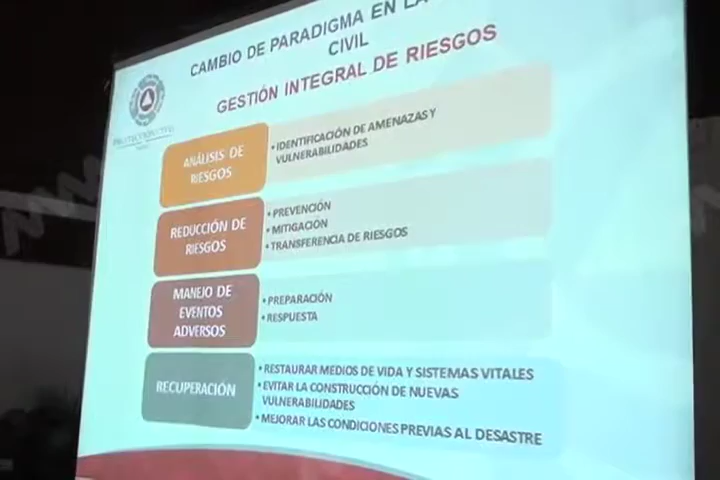 CAMBIO DE PARADIGMA EN LA
CIVIL
GESTIÓN INTEGRAL DE RIESGOS
PROTECCIÓN CIVIL
ANÁLISIS DE
RIESGOS
• IDENTIFICACIÓN DE AMENAZAS Y
VULNERABILIDADES
REDUCCIÓN DE
RIESGOS
• PREVENCIÓN
• MITIGACIÓN
• TRANSFERENCIA DE RIESGOS
MANEJO DE
EVENTOS
ADVERSOS
• PREPARACIÓN
• RESPUESTA
RECUPERACIÓN
• RESTAURAR MEDIOS DE VIDA Y SISTEMAS VITALES
• EVITAR LA CONSTRUCCIÓN DE NUEVAS
VULNERABILIDADES
• MEJORAR LAS CONDICIONES PREVIAS AL DESASTRE